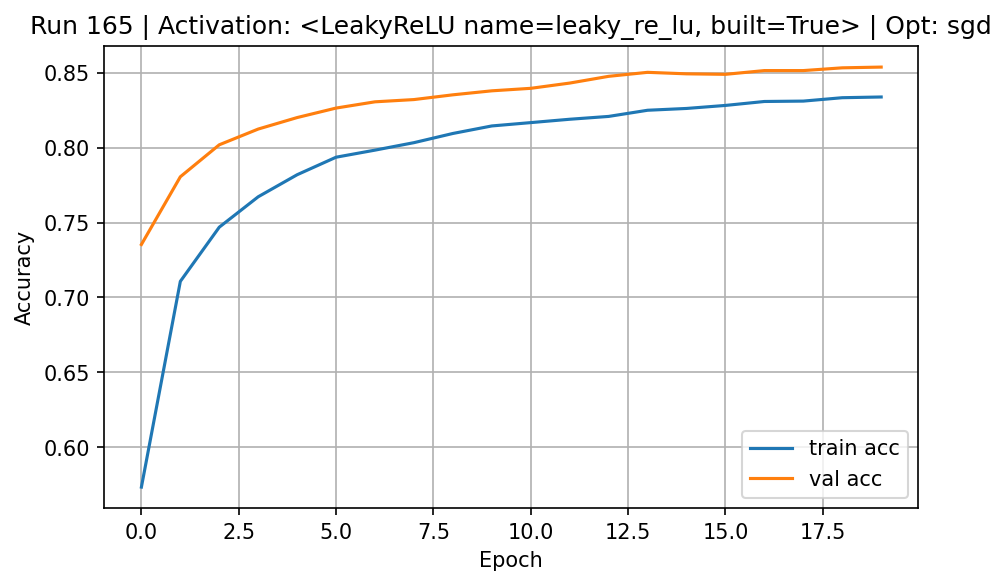 Run 165 | Activation: <LeakyReLU name=leaky_re_lu, built=True> | Opt: sgd
Accuracy
0.85
0.80
0.75
0.70
0.65
0.60
train acc
val acc
0.0 2.5 5.0 7.5 10.0 12.5 15.0 17.5
Epoch